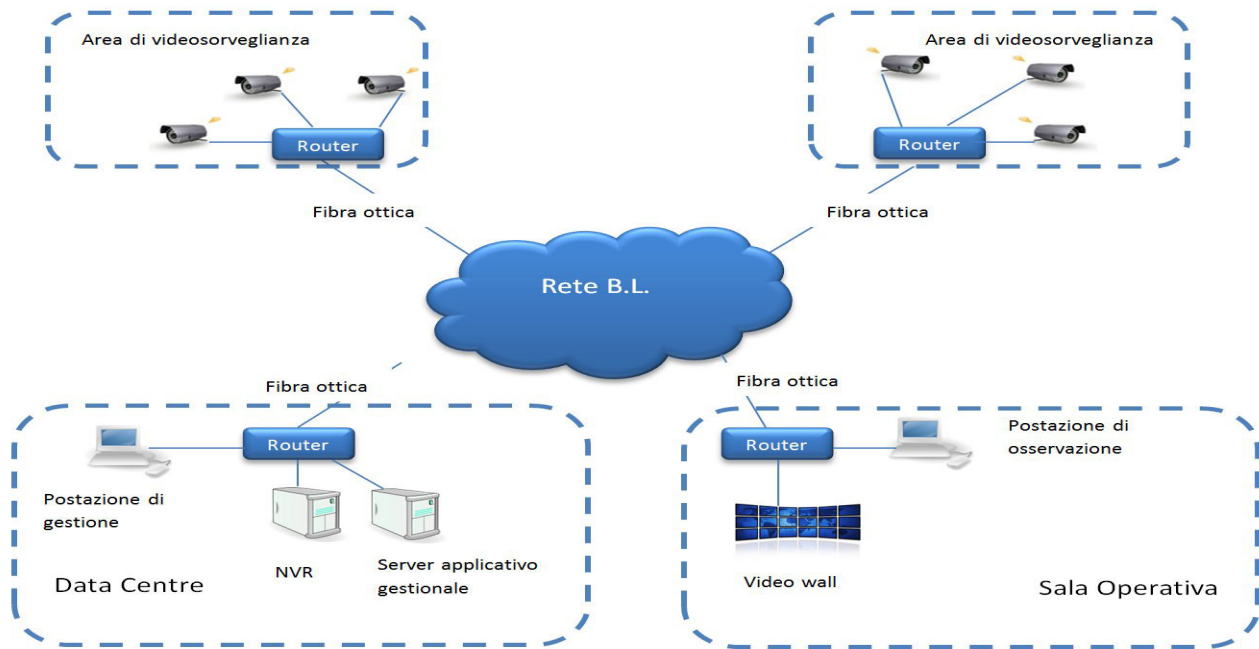 Area di videosorveglianza
Area di videosorveglianza
Router
Router
Fibra ottica
Fibra ottica
Rete B.L.
Fibra ottica
Fibra ottica
Router
Router
Postazione di
osservazione
Postazione di
gestione
NVR
Server applicativo
gestionale
Video wall
Data Centre
Sala Operativa